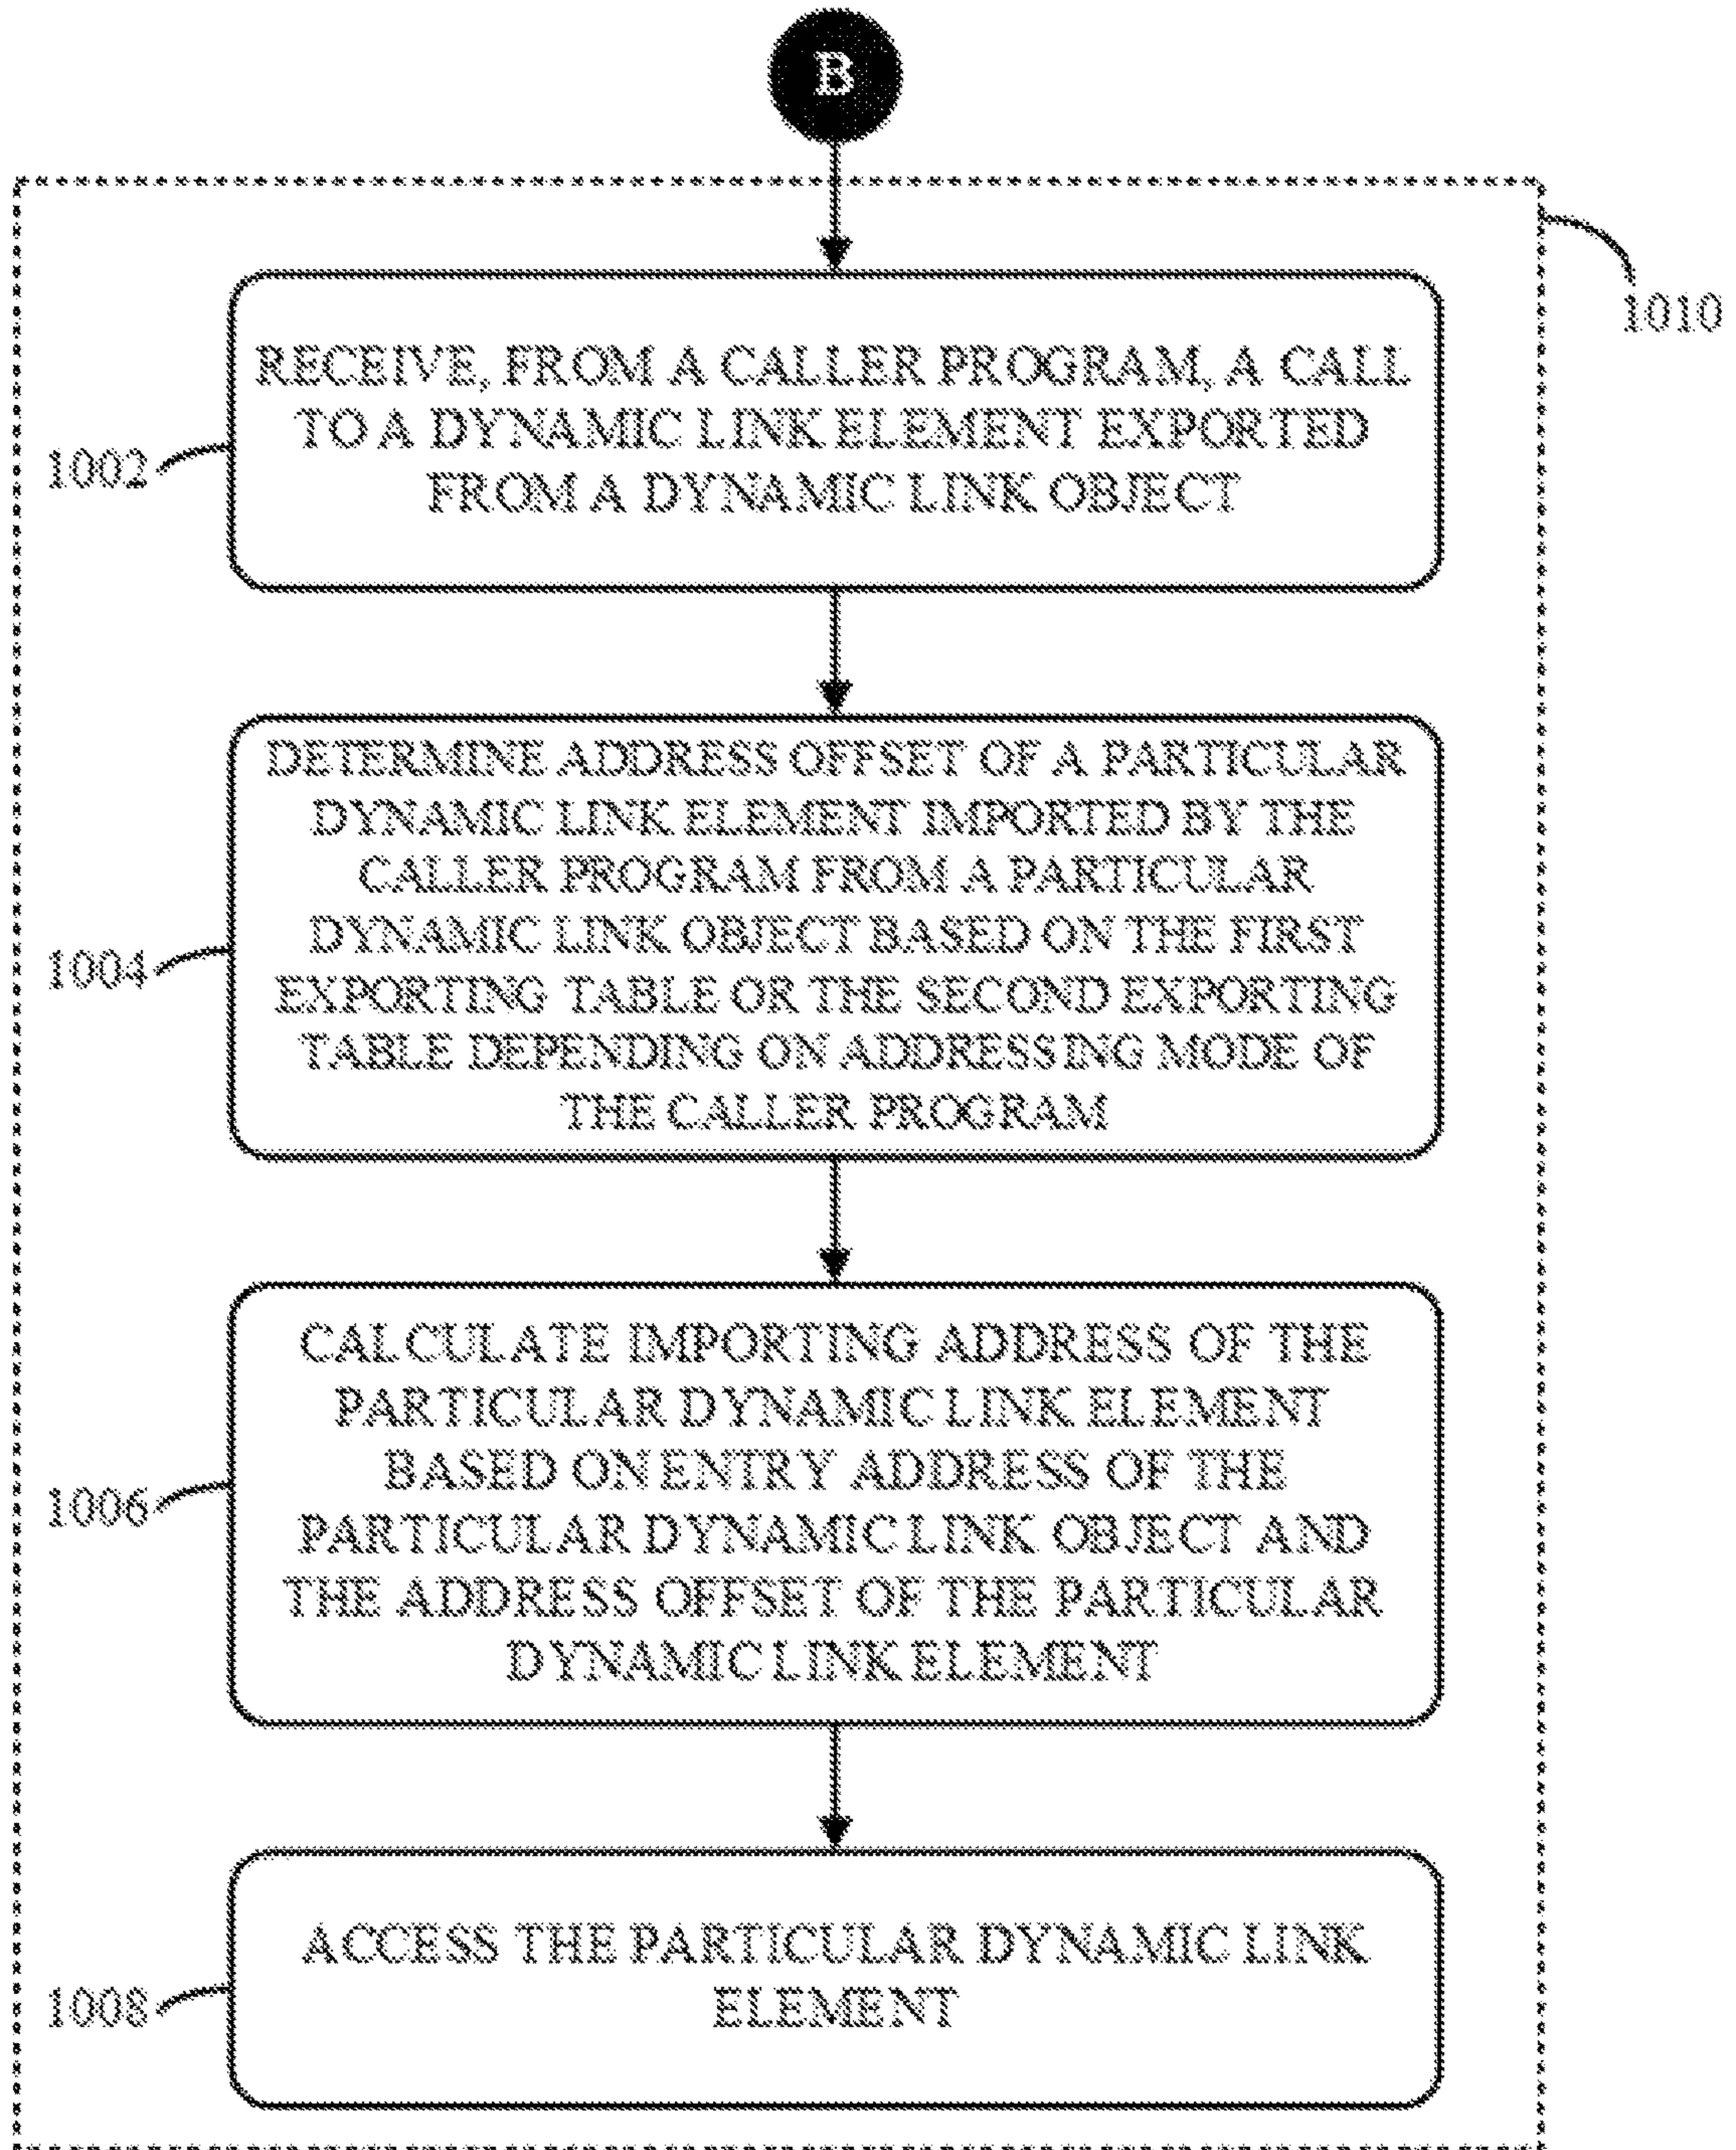 B
1010
RECEIVE, FROM A CALLER PROGRAM, A CALL
TO A DYNAMIC LINK ELEMENT EXPORTED
FROM A DYNAMIC LINK OBJECT
1002
DETERMINE ADDRESS OFFSET OF A PARTICULAR
DYNAMIC LINK ELEMENT IMPORTED BY THE
CALLER PROGRAM FROM A PARTICULAR
DYNAMIC LINK OBJECT BASED ON THE FIRST
EXPORTING TABLE OR THE SECOND EXPORTING
TABLE DEPENDING ON ADDRESSING MODE OF
THE CALLER PROGRAM
1004
CALCULATE IMPORTING ADDRESS OF THE
PARTICULAR DYNAMIC LINK ELEMENT
BASED ON ENTRY ADDRESS OF THE
PARTICULAR DYNAMIC LINK OBJECT AND
THE ADDRESS OFFSET OF THE PARTICULAR
DYNAMIC LINK ELEMENT
1006
ACCESS THE PARTICULAR DYNAMIC LINK
ELEMENT
1008